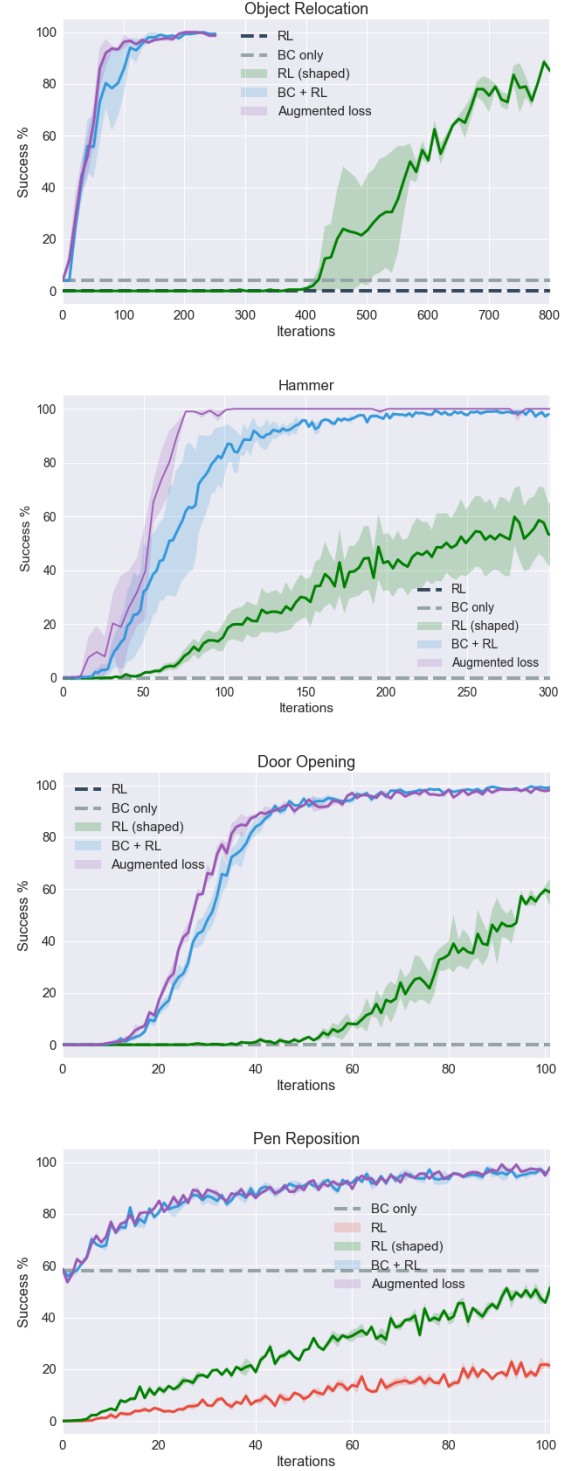 Object Relocation
100
80
60
40
20
0
Success %
RL
BC only
RL (shaped)
BC + RL
Augmented loss
0 100 200 300 400 500 600 700 800
Iterations
Hammer
100
80
60
40
20
0
Success %
RL
BC only
RL (shaped)
BC + RL
Augmented loss
0 50 100 150 200 250 300
Iterations
Door Opening
100
80
60
40
20
0
Success %
RL
BC only
RL (shaped)
BC + RL
Augmented loss
0 20 40 60 80 100
Iterations
Pen Reposition
100
80
60
40
20
0
Success %
BC only
RL
RL (shaped)
BC + RL
Augmented loss
0 20 40 60 80 100
Iterations